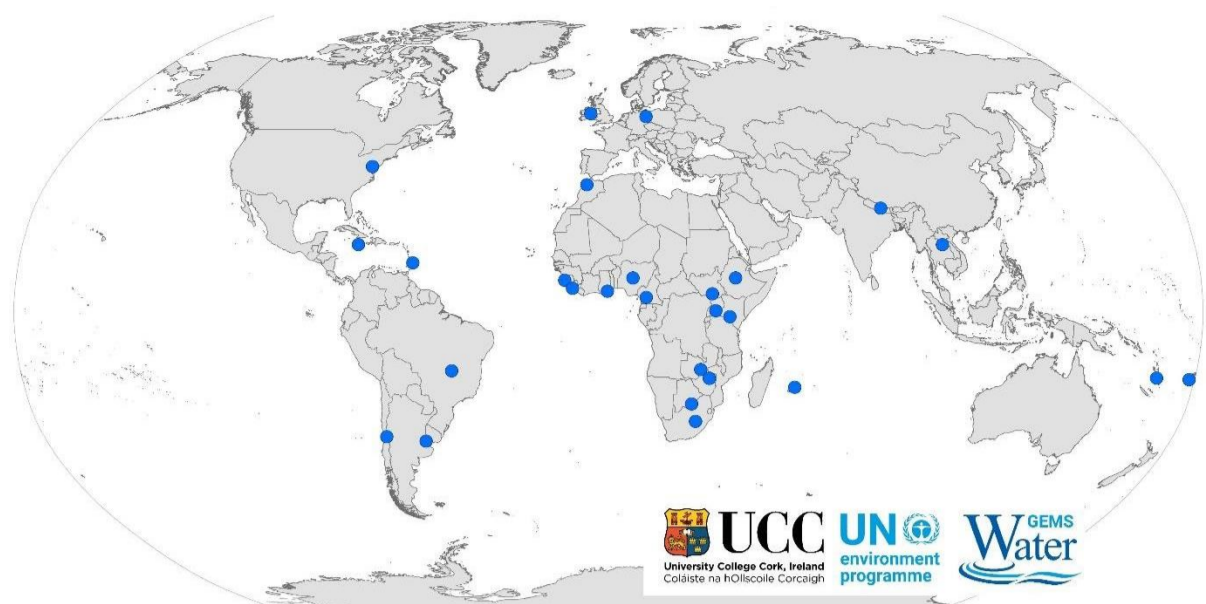 UCC
University College Cork, Ireland
Coláiste na hOllscoile Corcaigh
UN
environment
programme
GEMS
Water